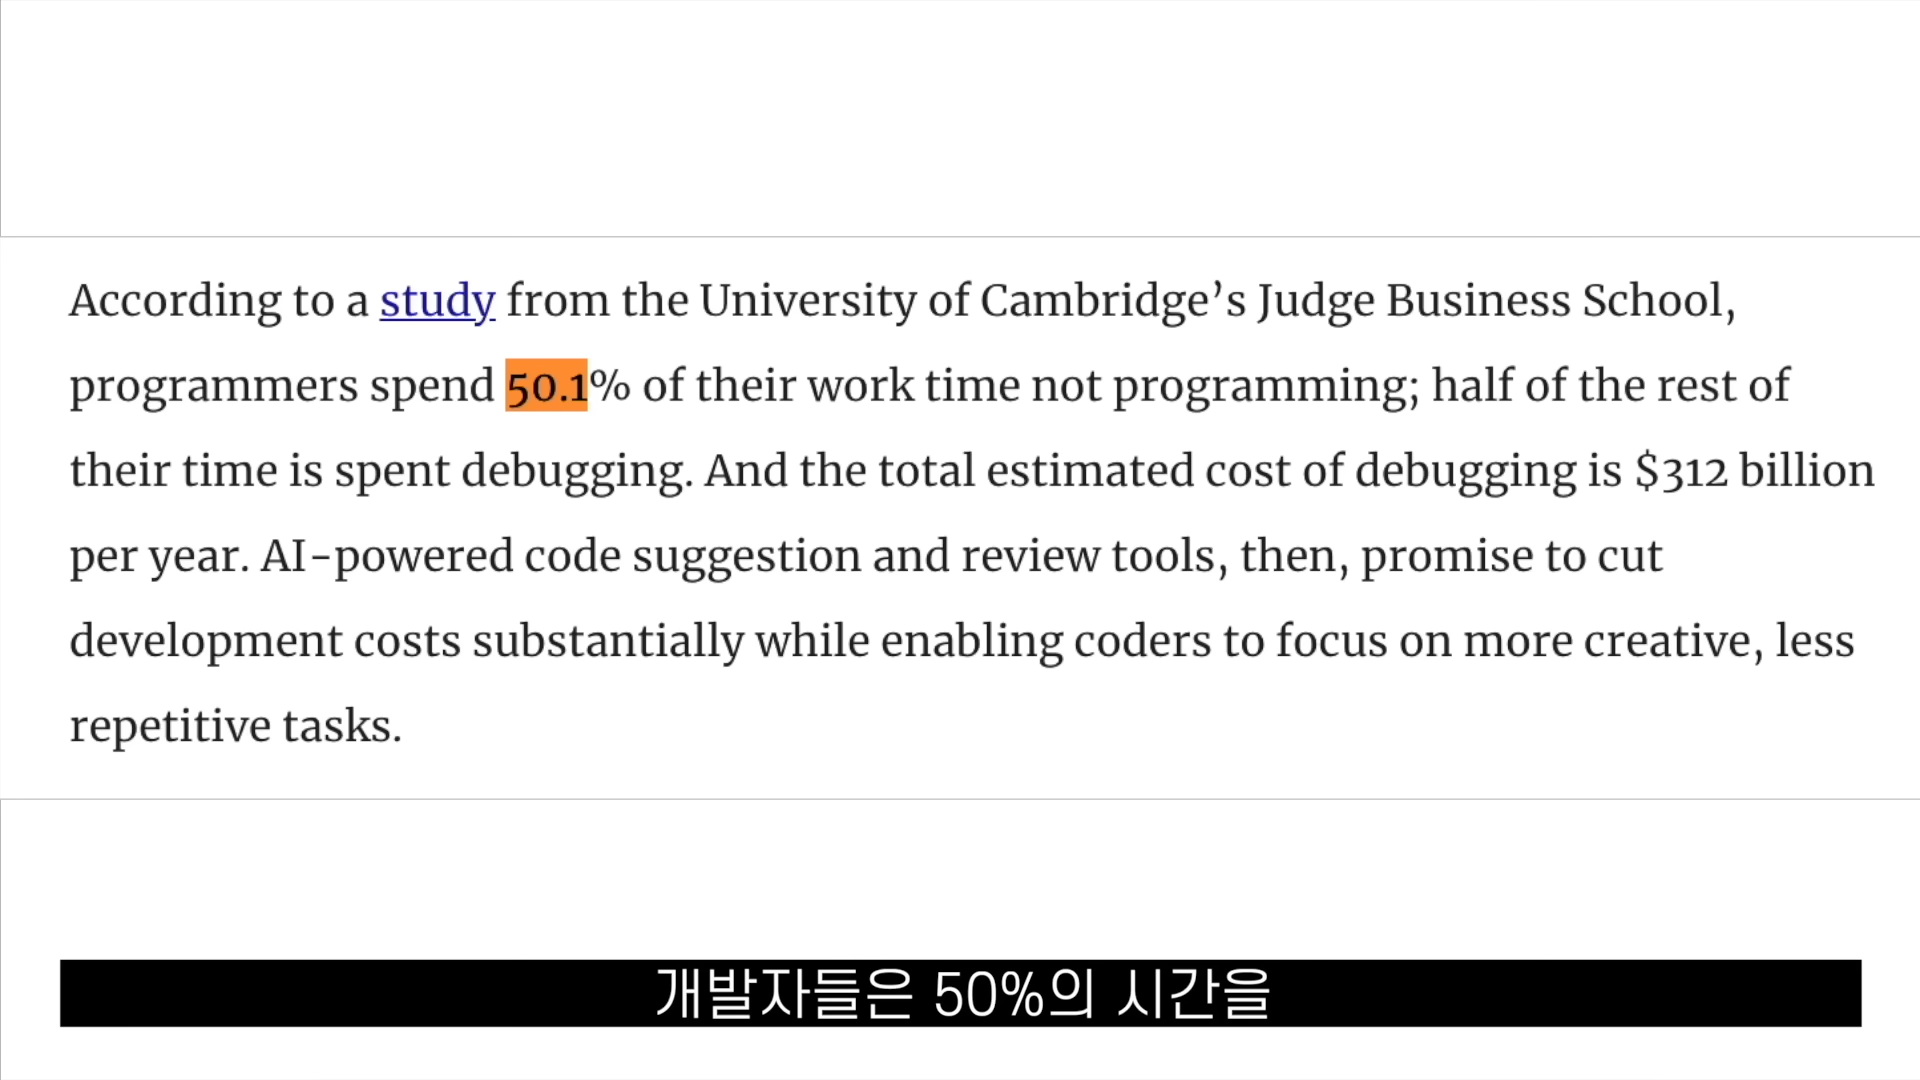 According to a study from the University of Cambridge’s Judge Business School,
programmers spend 50.1% of their work time not programming; half of the rest of
their time is spent debugging. And the total estimated cost of debugging is $312 billion
per year. AI-powered code suggestion and review tools, then, promise to cut
development costs substantially while enabling coders to focus on more creative, less
repetitive tasks.
개발자들은 50%의 시간을